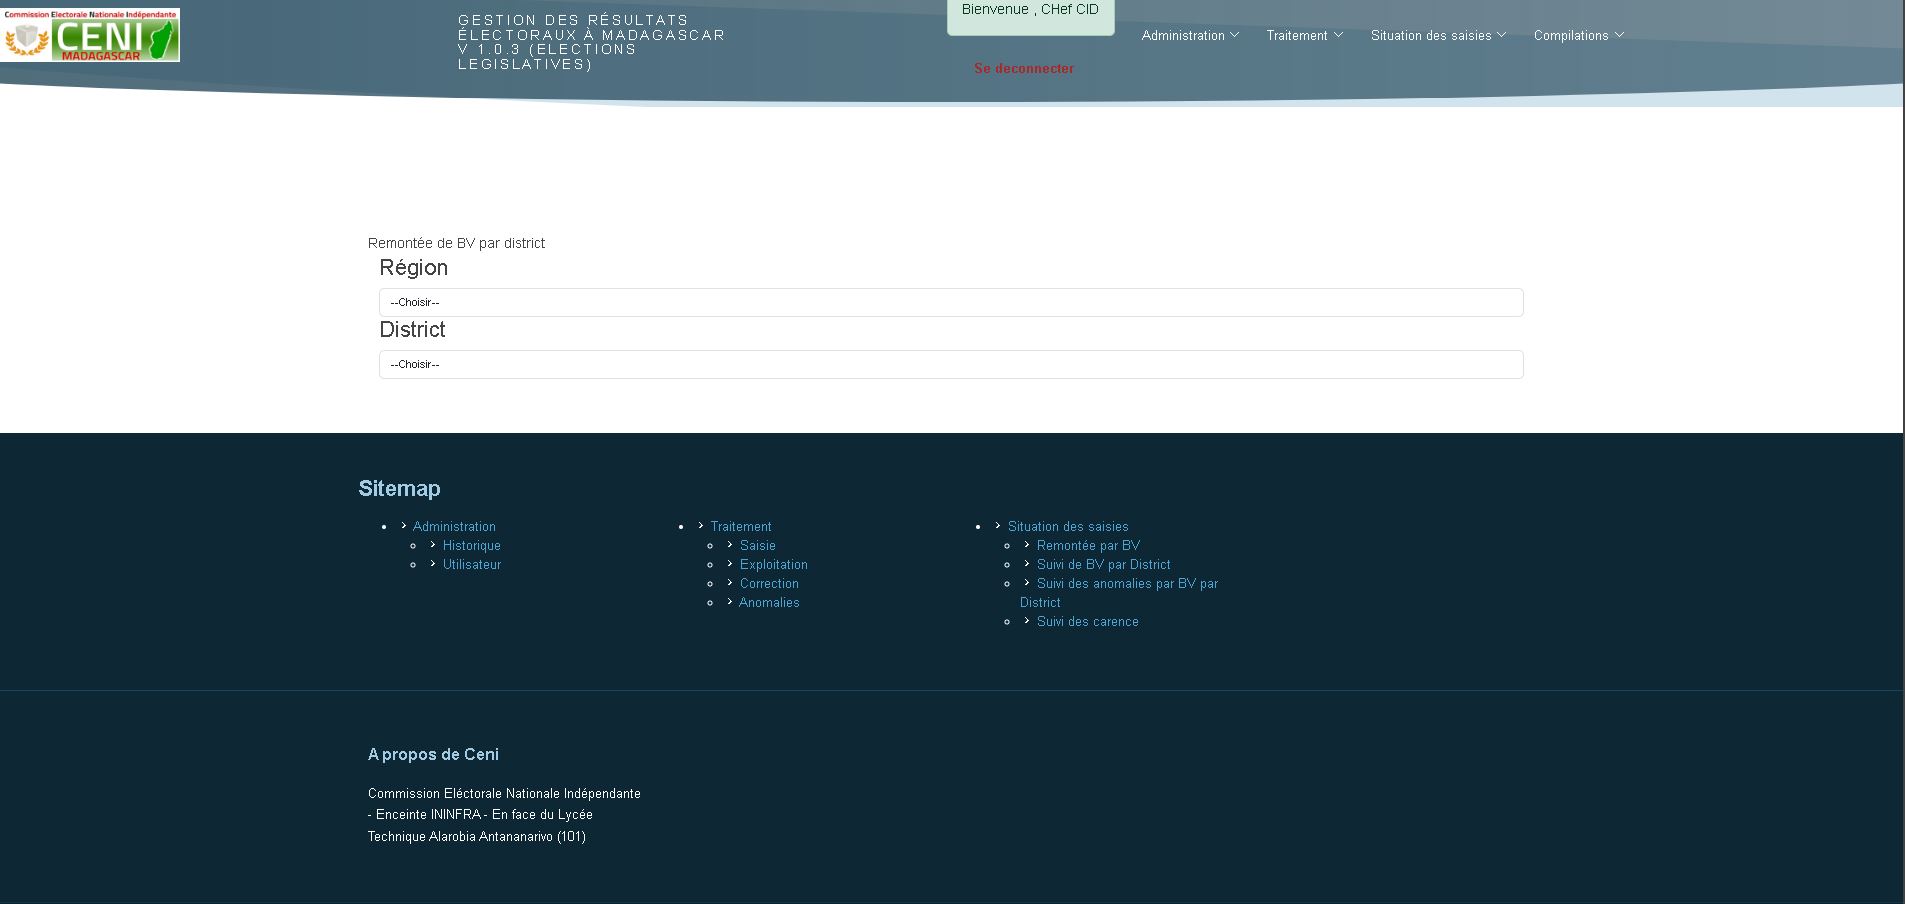 Commission Electorale Nationale Indépendante
CENI
MADAGASCAR
GESTION DES RÉSULTATS
ÉLECTORAUX À MADAGASCAR
V 1.0.3 (ELECTIONS
LEGISLATIVES)
Bienvenue , CHef CID
Se deconnecter
Administration
Traitement
Situation des saisies
Compilations
Remontée de BV par district
Région
--Choisir--
District
--Choisir--
Sitemap
Administration
Historique
Utilisateur
Traitement
Saisie
Exploitation
Correction
Anomalies
Situation des saisies
Remontée par BV
Suivi de BV par District
Suivi des anomalies par BV par
District
Suivi des carence
A propos de Ceni
Commission Eléctorale Nationale Indépendante
- Enceinte ININFRA - En face du Lycée
Technique Alarobia Antananarivo (101)